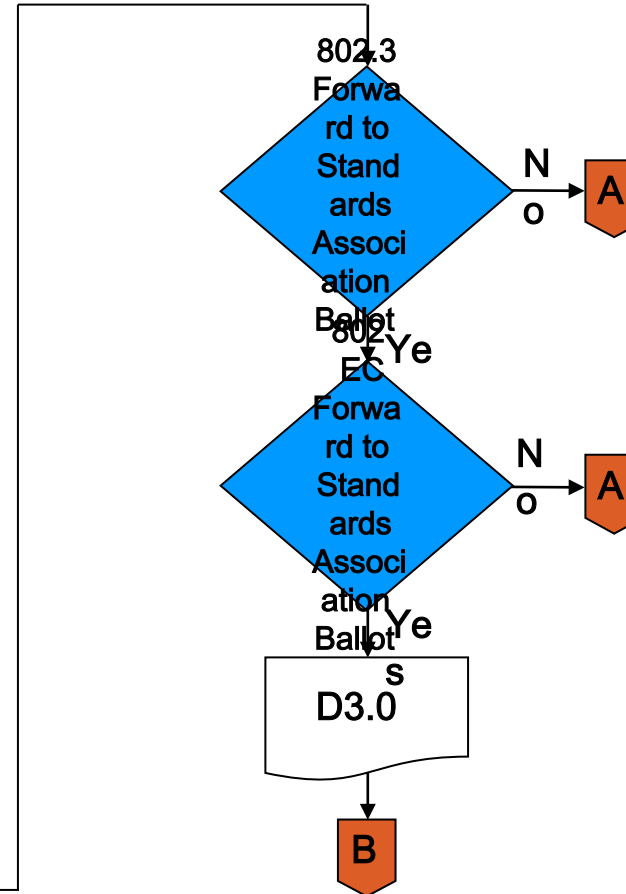 802.3
Forwa
rd to
Stand
ards
Associ
ation
Ballot
N
o
A
Ye
802
EC
Forwa
rd to
Stand
ards
Associ
ation
Ballot
N
o
A
Ye
s
D3.0
B